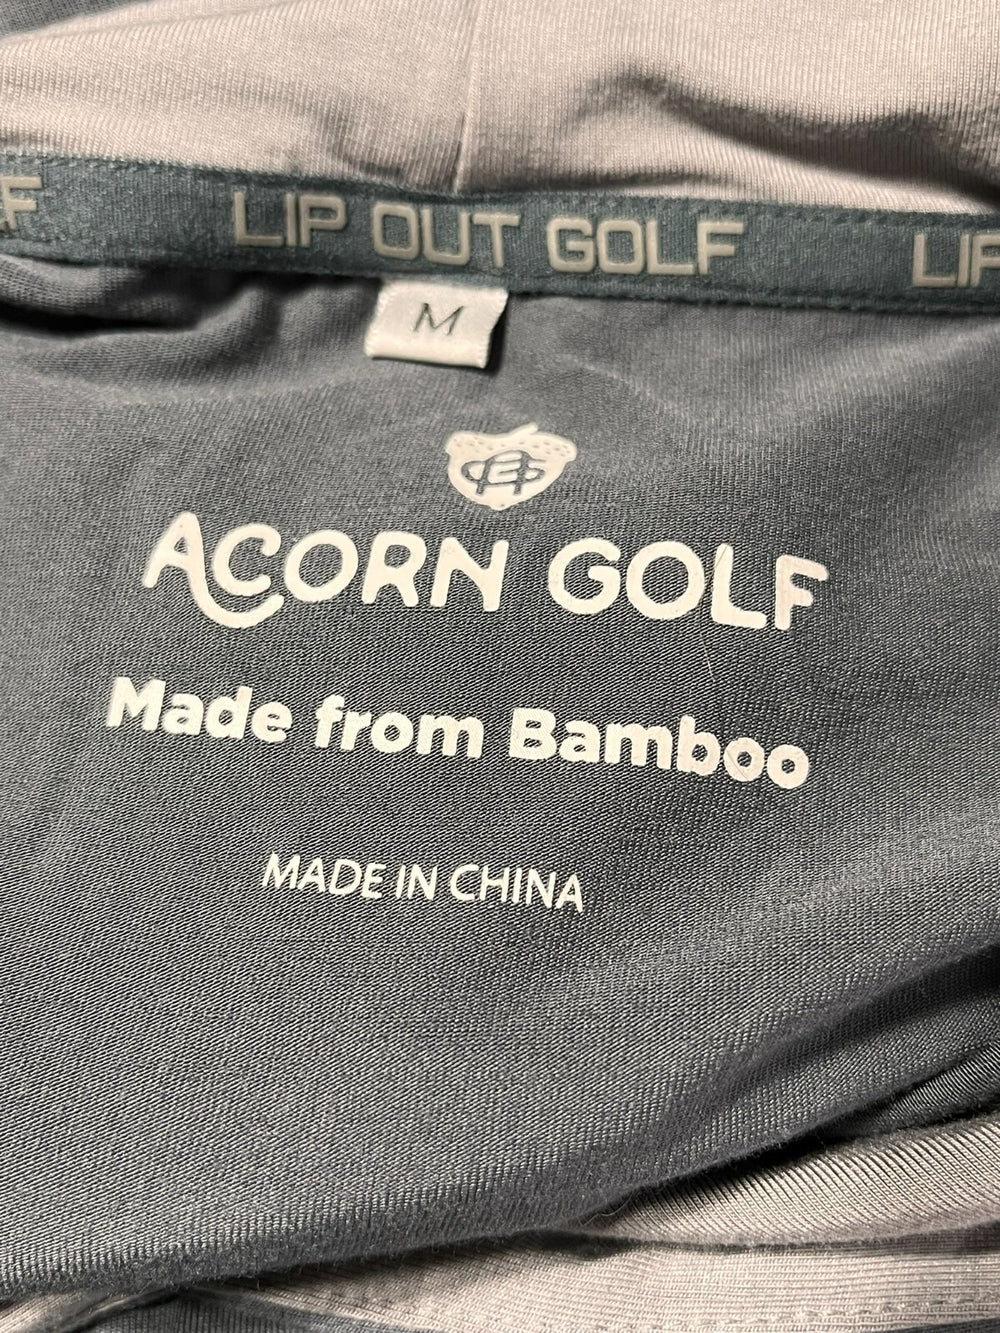 F LIP OUT GOLF LIP
M
ACORN GOLF
Made from Bamboo
MADE IN CHINA